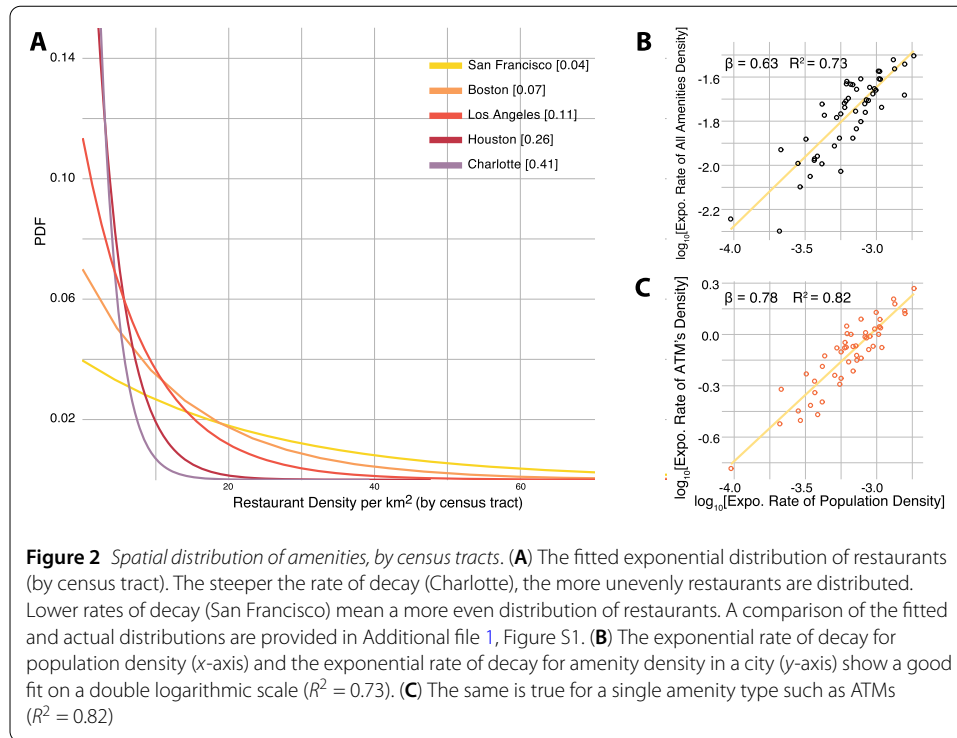 A
0.14
0.10
0.06
0.02
PDF
San Francisco [0.04]
Boston [0.07]
Los Angeles [0.11]
Houston [0.26]
Charlotte [0.41]
20
40
60
Restaurant Density per km² (by census tract)
B
β = 0.63 R² = 0.73
log₁₀[Expo. Rate of All Amenities Density]
-1.6
-1.8
-2.0
-2.2
-4.0
-3.5
-3.0
C
β = 0.78 R² = 0.82
log₁₀[Expo. Rate of ATM's Density]
0.3
0.0
-0.3
-0.6
-4.0
-3.5
-3.0
log₁₀[Expo. Rate of Population Density]
Figure 2 Spatial distribution of amenities, by census tracts. (A) The fitted exponential distribution of restaurants
(by census tract). The steeper the rate of decay (Charlotte), the more unevenly restaurants are distributed.
Lower rates of decay (San Francisco) mean a more even distribution of restaurants. A comparison of the fitted
and actual distributions are provided in Additional file 1, Figure S1. (B) The exponential rate of decay for
population density (x-axis) and the exponential rate of decay for amenity density in a city (y-axis) show a good
fit on a double logarithmic scale (R² = 0.73). (C) The same is true for a single amenity type such as ATMs
(R² = 0.82)